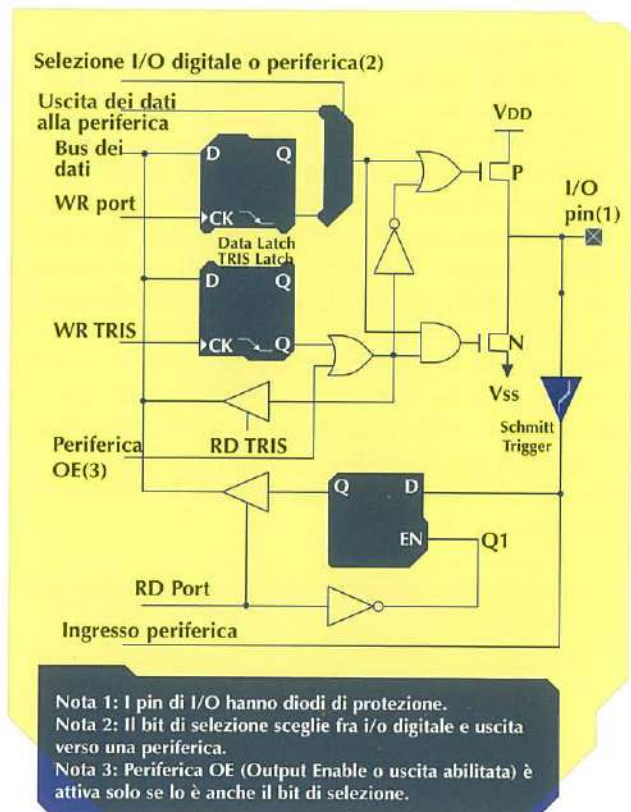 Selezione I/O digitale o periferica(2)
Uscita dei dati
alla periferica
Bus dei
dati
VDD
D Q
P
I/O
pin(1)
WR port
CK
Data Latch
TRIS Latch
D Q
WR TRIS
CK Q
N
Vss
Schmitt
Trigger
RD TRIS
Periferica
OE(3)
Q D
EN
Q1
RD Port
Ingresso periferica
Nota 1: I pin di I/O hanno diodi di protezione.
Nota 2: Il bit di selezione sceglie fra i/o digitale e uscita
verso una periferica.
Nota 3: Periferica OE (Output Enable o uscita abilitata) è
attiva solo se lo è anche il bit di selezione.